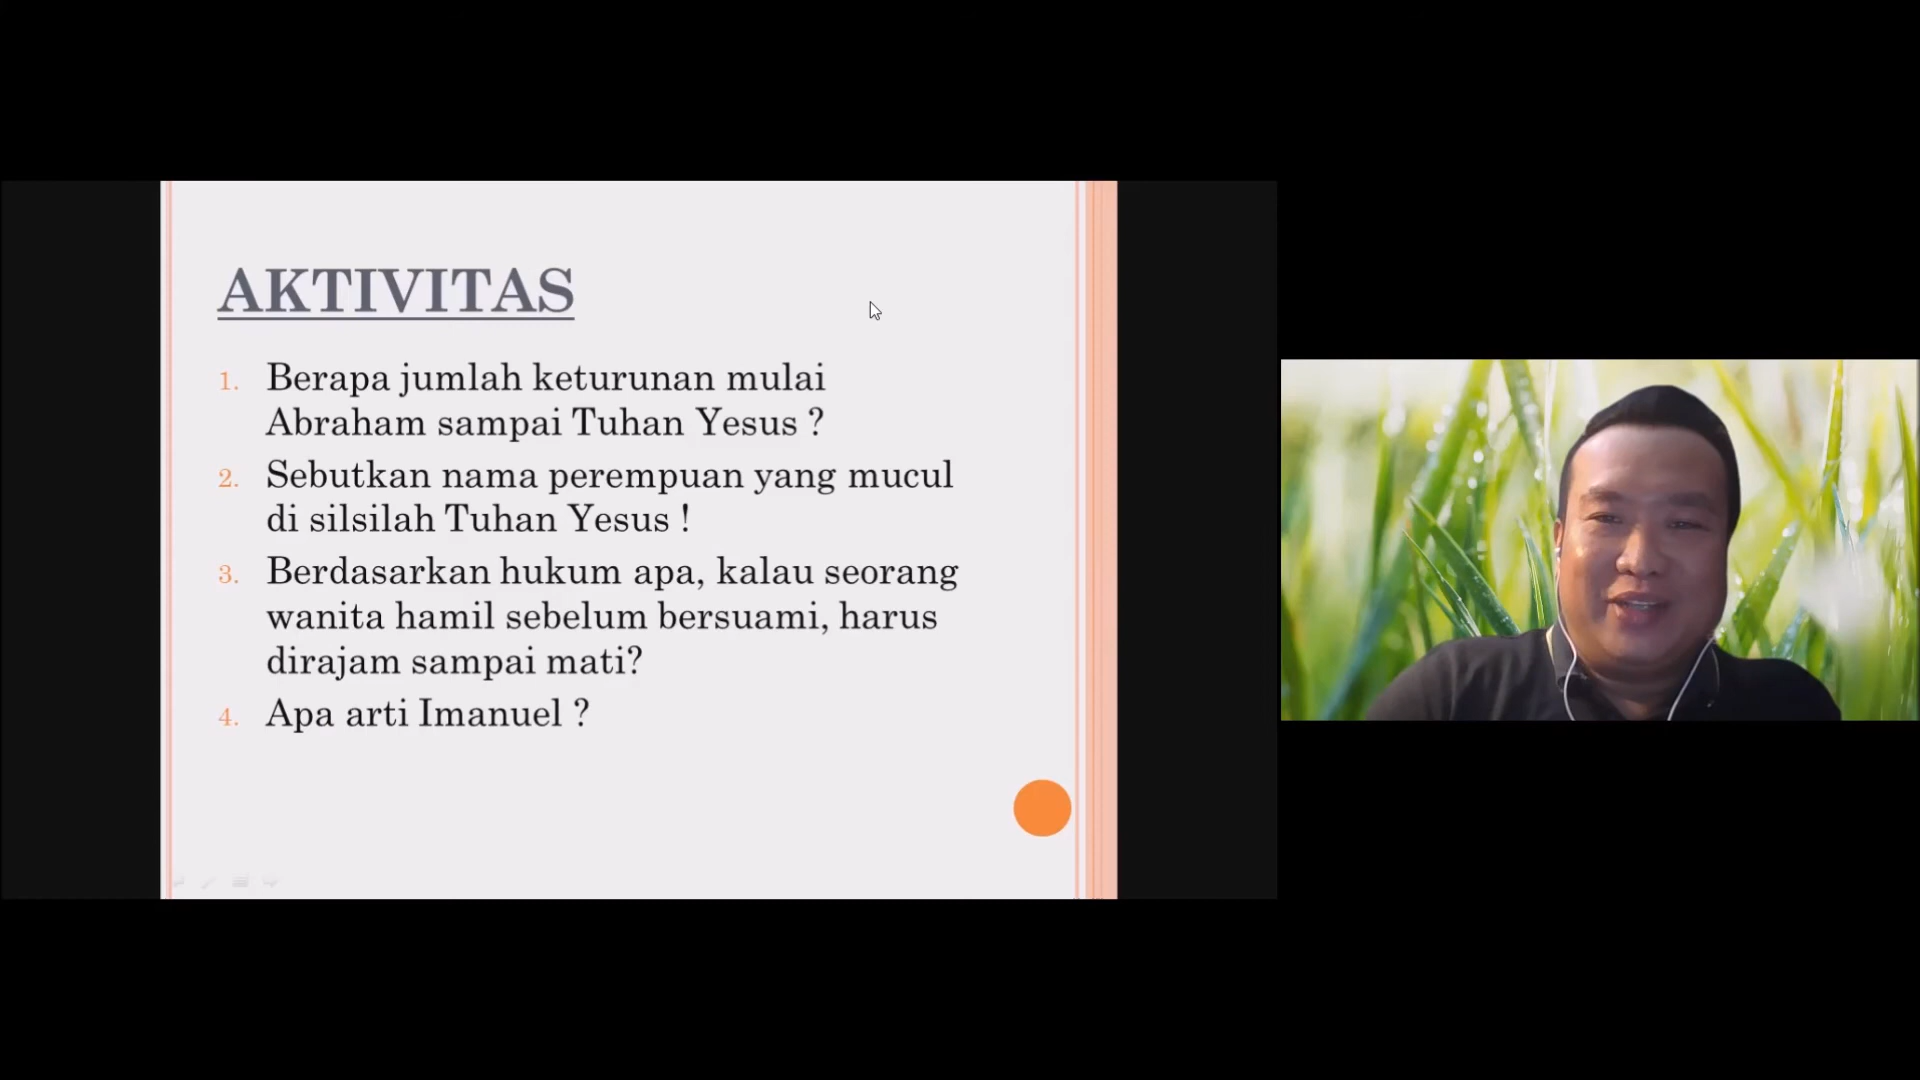 AKTIVITAS
1. Berapa jumlah keturunan mulai
Abraham sampai Tuhan Yesus ?
2. Sebutkan nama perempuan yang mucul
di silsilah Tuhan Yesus !
3. Berdasarkan hukum apa, kalau seorang
wanita hamil sebelum bersuami, harus
dirajam sampai mati?
4. Apa arti Imanuel ?